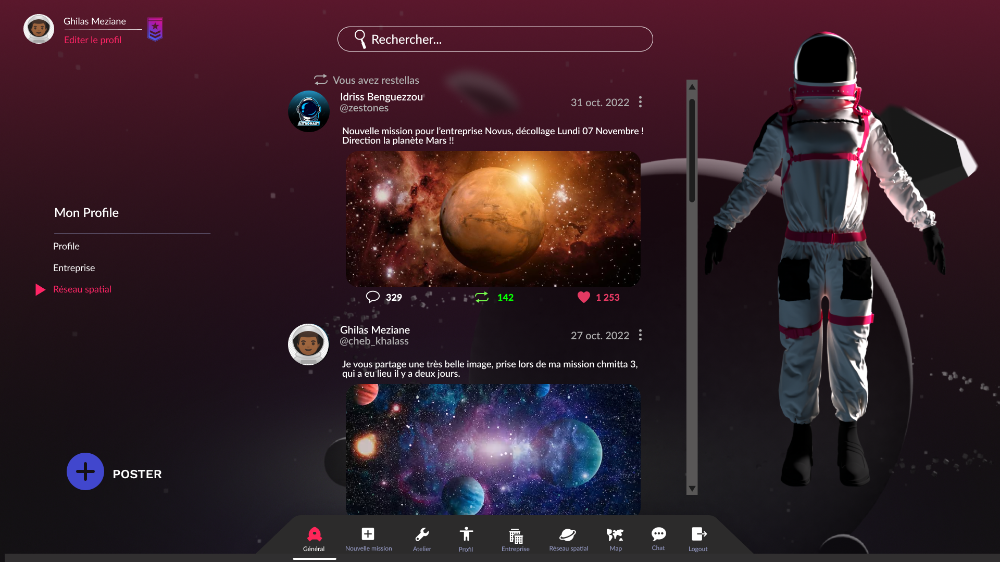 Ghilas Meziane
Editer le profil
Rechercher...
Vous avez restellas
Idriss Benguezzou
@zestones
31 oct. 2022
ASTRONAUT
Nouvelle mission pour l'entreprise Novus, décollage Lundi 07 Novembre !
Direction la planète Mars !!
329
142
1 253
Mon Profile
Profile
Entreprise
Réseau spatial
Ghilas Meziane
@cheb_khalass
27 oct. 2022
Je vous partage une très belle image, prise lors de ma mission chmitta 3,
qui a eu lieu il y a deux jours.
POSTER
Général
Nouvelle mission
Atelier
Profil
Entreprise
Réseau spatial
Map
Chat
Logout